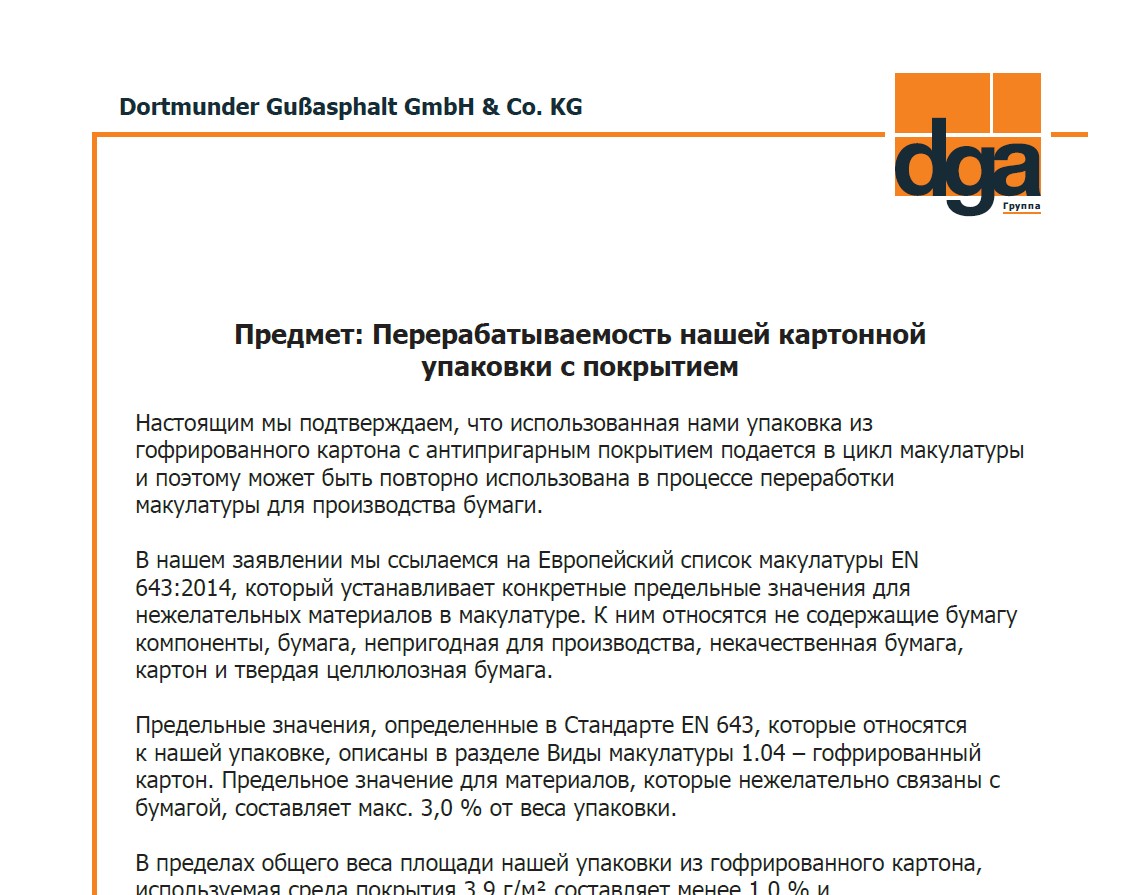 Dortmunder Gußasphalt GmbH & Co. KG
dga
Группа
Предмет: Перерабатываемость нашей картонной
упаковки с покрытием
Настоящим мы подтверждаем, что использованная нами упаковка из
гофрированного картона с антипригарным покрытием подается в цикл макулатуры
и поэтому может быть повторно использована в процессе переработки
макулатуры для производства бумаги.
В нашем заявлении мы ссылаемся на Европейский список макулатуры EN
643:2014, который устанавливает конкретные предельные значения для
нежелательных материалов в макулатуре. К ним относятся не содержащие бумагу
компоненты, бумага, непригодная для производства, некачественная бумага,
картон и твердая целлюлозная бумага.
Предельные значения, определенные в Стандарте EN 643, которые относятся
к нашей упаковке, описаны в разделе Виды макулатуры 1.04 – гофрированный
картон. Предельное значение для материалов, которые нежелательно связаны с
бумагой, составляет макс. 3,0 % от веса упаковки.
В пределах общего веса площади нашей упаковки из гофрированного картона,
используемая среда покрытия 3,9 г/м² составляет менее 1,0 % и